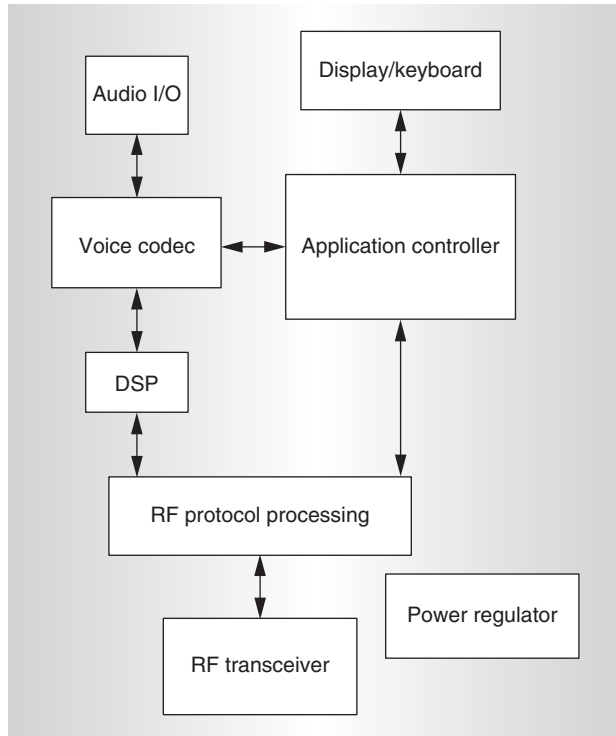 Audio I/O
Display/keyboard
Voice codec
Application controller
DSP
RF protocol processing
Power regulator
RF transceiver